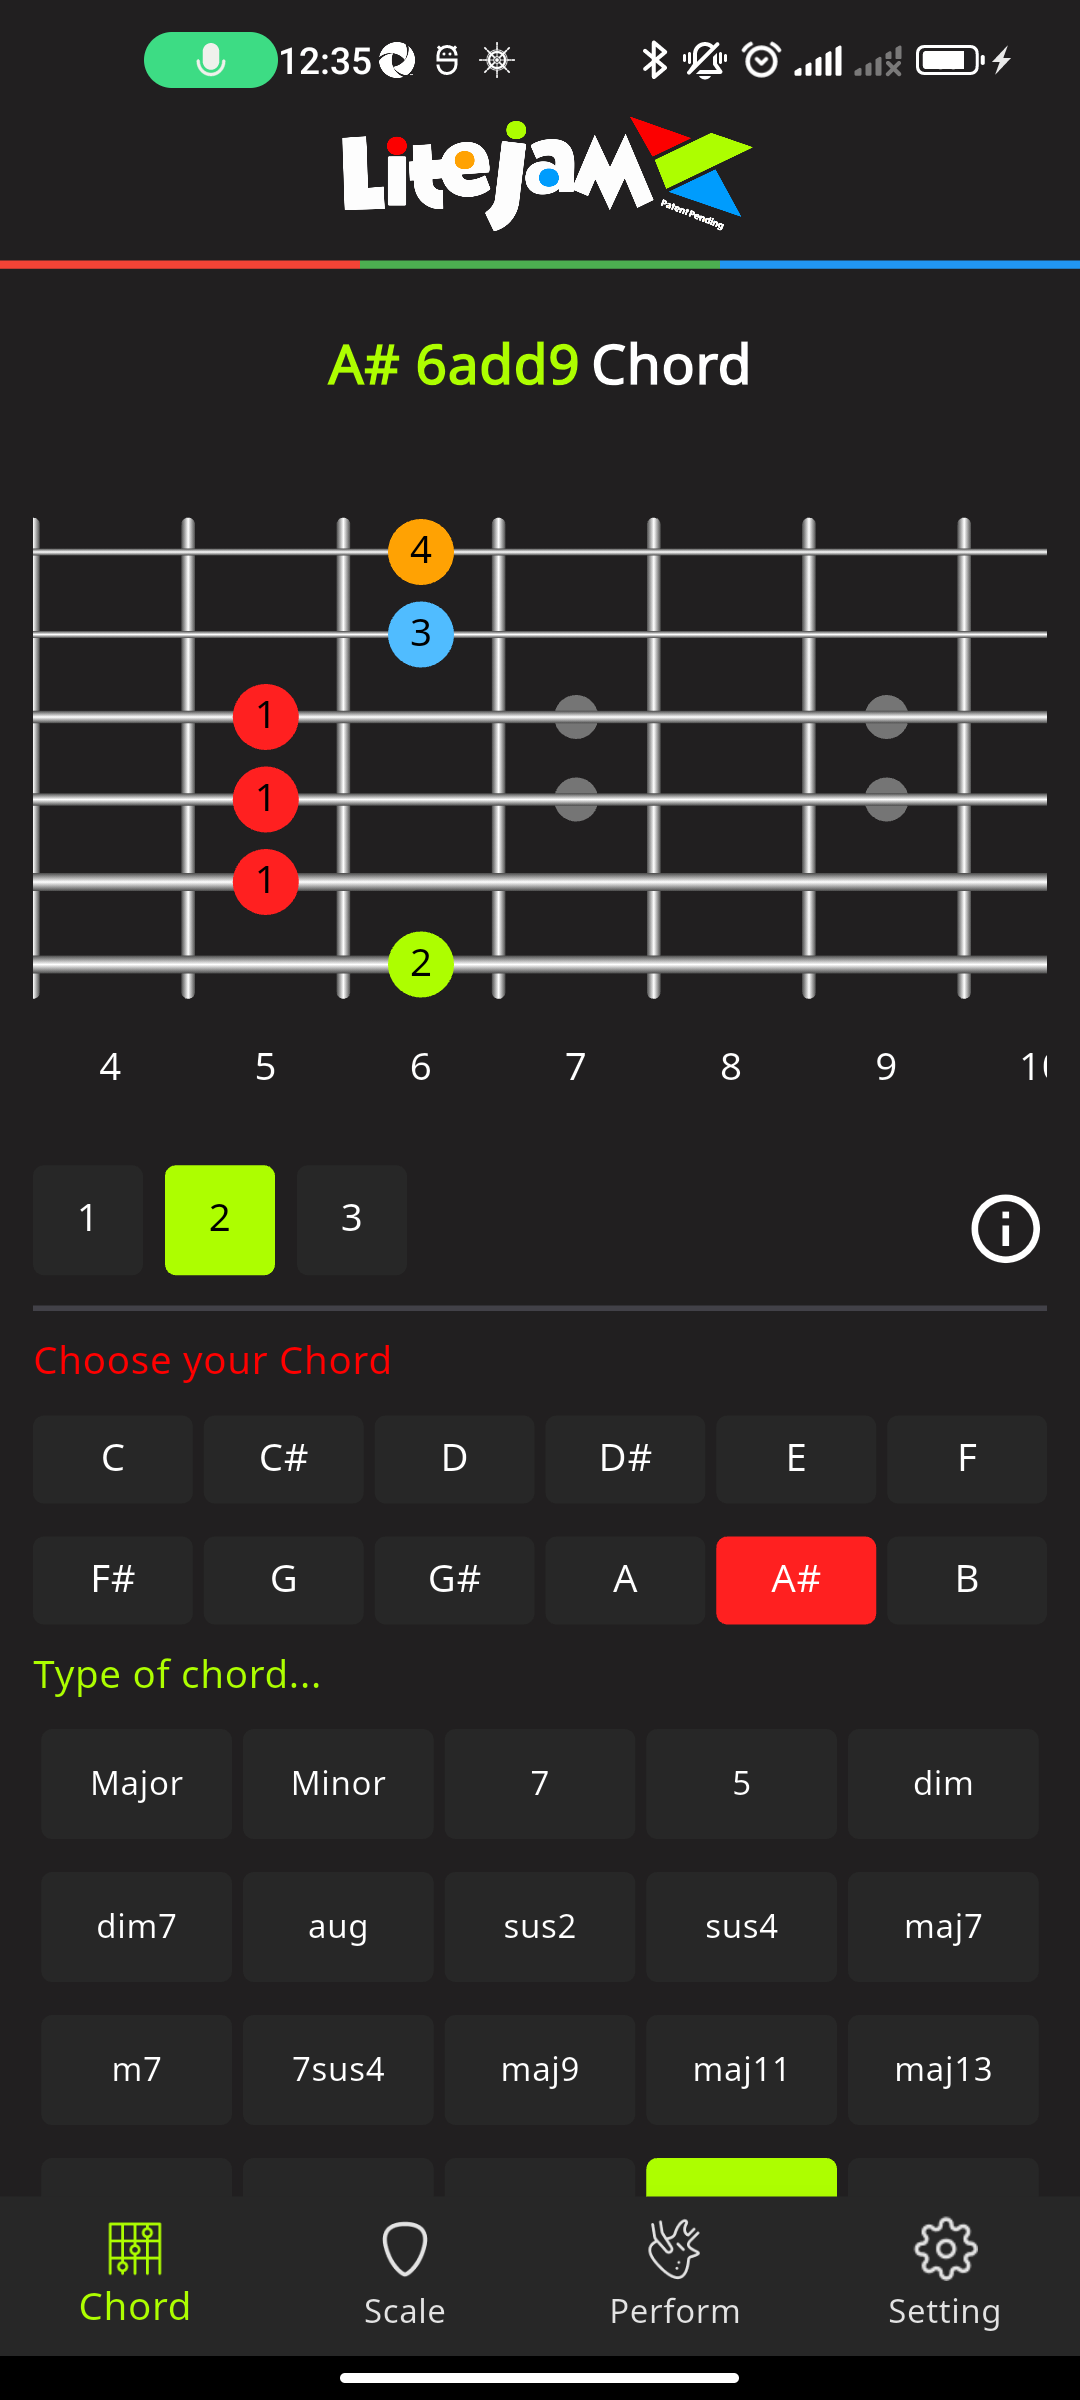 12:35
Litejam
Patent Pending
A# 6add9 Chord
4
3
1
1
1
2
4 5 6 7 8 9 10
1 2 3
Choose your Chord
C C# D D# E F
F# G G# A A# B
Type of chord...
Major Minor 7 5 dim
dim7 aug sus2 sus4 maj7
m7 7sus4 maj9 maj11 maj13
Chord Scale Perform Setting